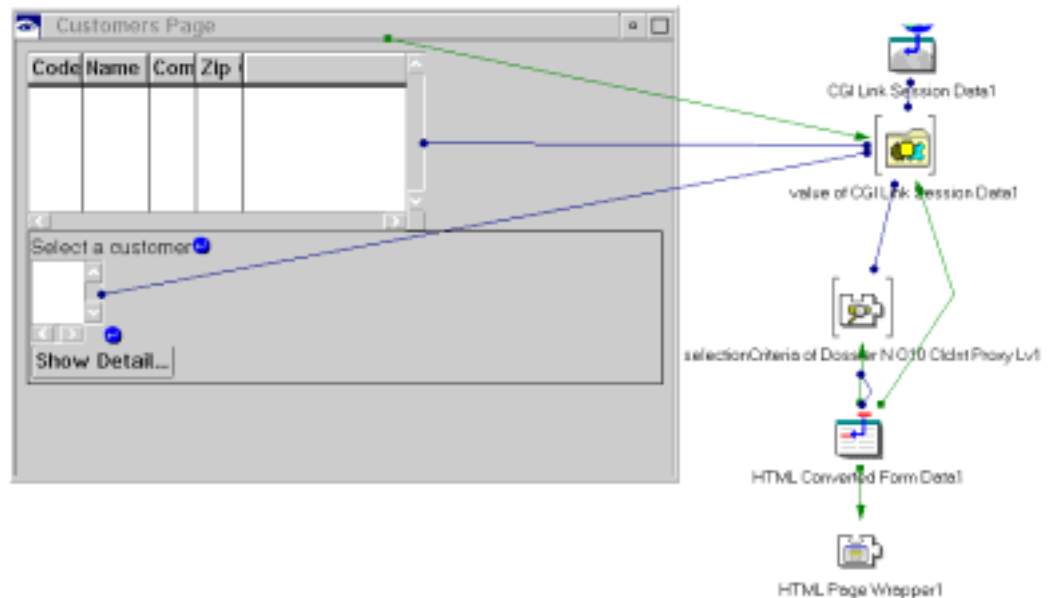 Customers Page
Code Name Com Zip
CGI Link Session Data1
value of CGI Link Session Data1
Select a customer
selectionCriteria of Dossier N O10 Cldnt Proxy Lv1
Show Detail...
HTML Converted Form Data1
HTML Page Wrapper1